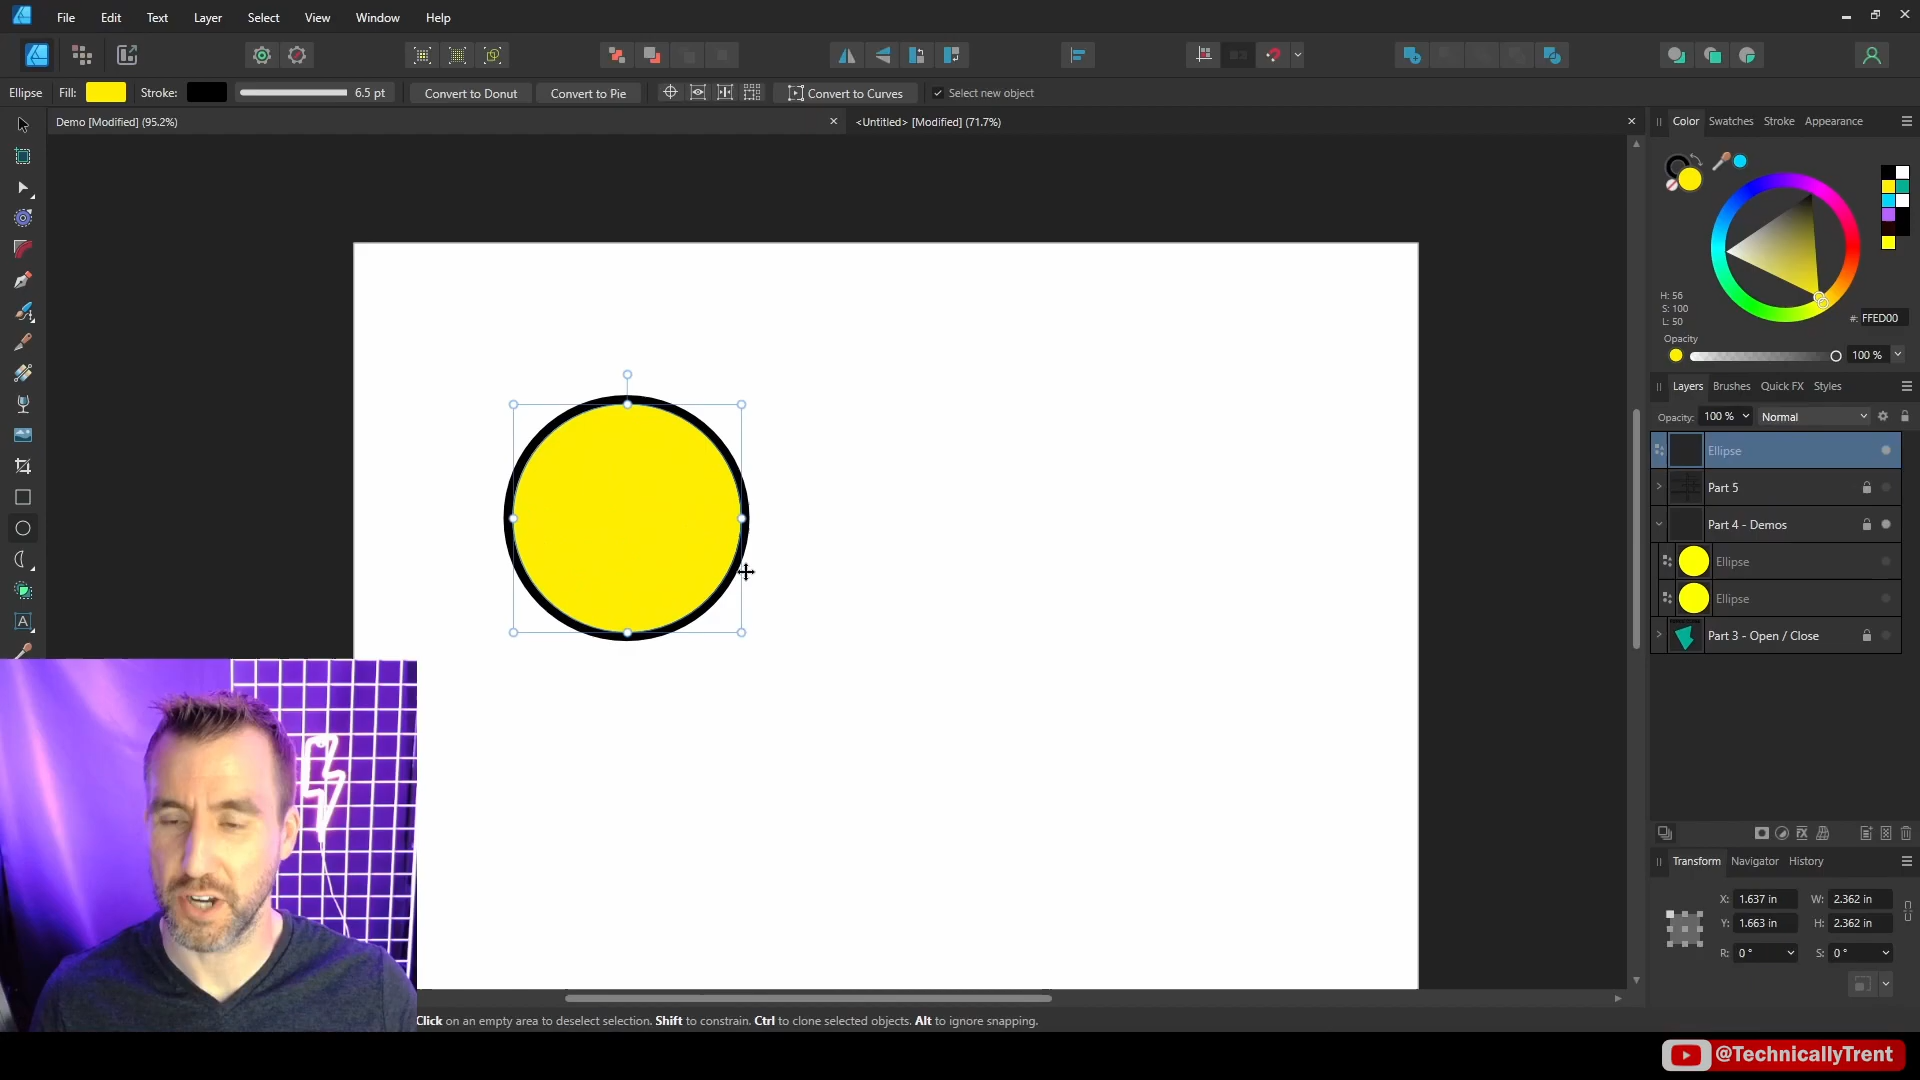 File Edit Text Layer Select View Window Help
Ellipse Fill: Stroke: 6.5 pt Convert to Donut Convert to Pie Convert to Curves Select new object
Demo [Modified] (95.2%)
<Untitled> [Modified] (71.7%)
Color Swatches Stroke Appearance
H: 56
S: 100
L: 50
#: FFED00
Opacity
100 %
Layers Brushes Quick FX Styles
Opacity: 100 % Normal
Ellipse
Part 5
Part 4 - Demos
Ellipse
Ellipse
Part 3 - Open / Close
Transform Navigator History
X: 1.637 in W: 2.362 in
Y: 1.663 in H: 2.362 in
R: 0 ° S: 0 °
A
Click on an empty area to deselect selection. Shift to constrain. Ctrl to clone selected objects. Alt to ignore snapping.
@TechnicallyTrent